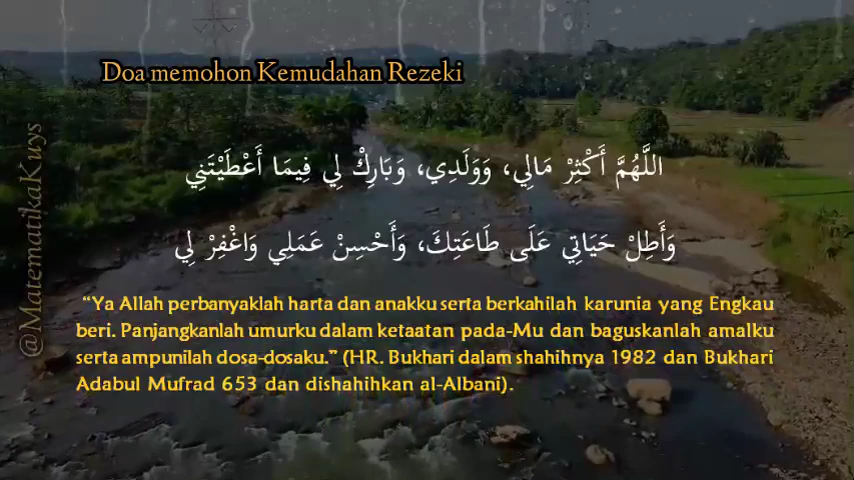 Doa memohon Kemudahan Rezeki
اللَّهُمَّ أَكْثِرْ مَالِي، وَوَلَدِي، وَبَارِكْ لِي فِيمَا أَعْطَيْتَنِي
وَأَطِلْ حَيَاتِي عَلَى طَاعَتِكَ، وَأَحْسِنْ عَمَلِي وَاغْفِرْ لِي
“Ya Allah perbanyaklah harta dan anakku serta berkahilah karunia yang Engkau
beri. Panjangkanlah umurku dalam ketaatan pada-Mu dan baguskanlah amalku
serta ampunilah dosa-dosaku.” (HR. Bukhari dalam shahihnya 1982 dan Bukhari
Adabul Mufrad 653 dan dishahihkan al-Albani).
@MatematikaKuys